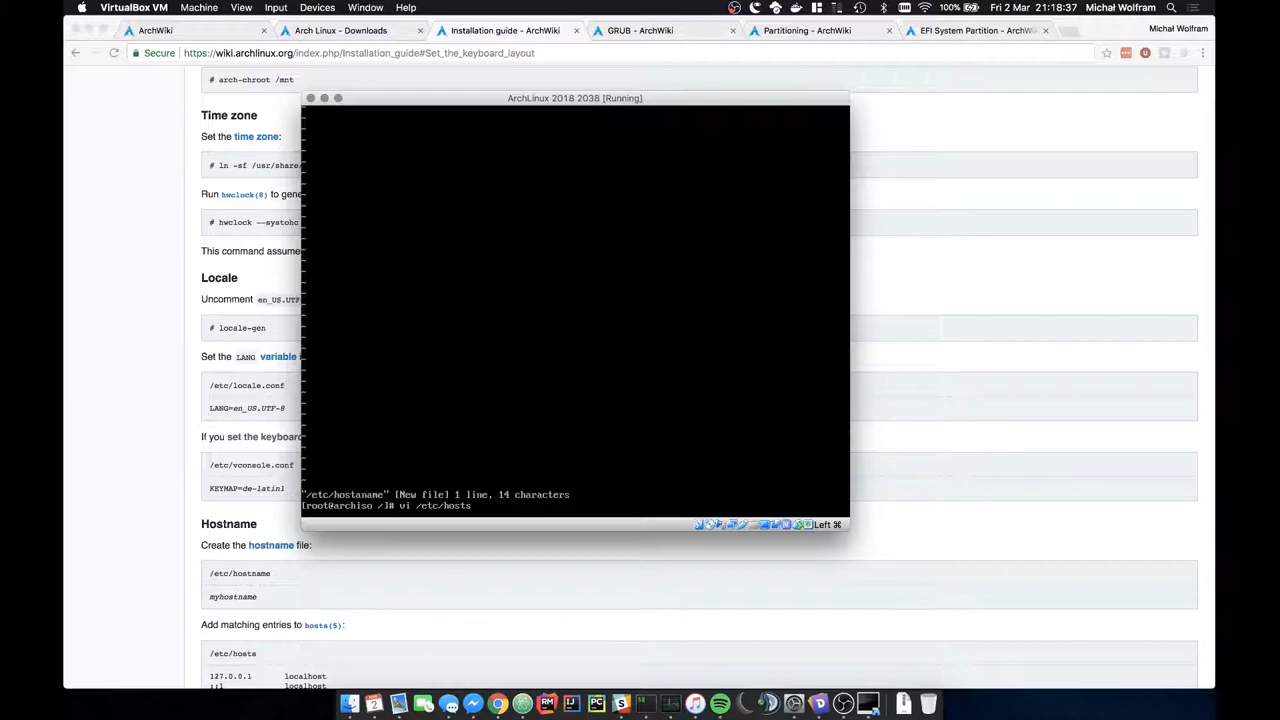 VirtualBox VM Machine View Input Devices Window Help 100% Fri 2 Mar 21:18:37 Michał Wolfram
ArchWiki × Arch Linux - Downloads × Installation guide - ArchWiki × GRUB - ArchWiki × Partitioning - ArchWiki × EFI System Partition - ArchWiki × Michał Wolfram
Secure https://wiki.archlinux.org/index.php/Installation_guide#Set_the_keyboard_layout
# arch-chroot /mnt
ArchLinux 2018 2038 [Running]
Time zone
Set the time zone:
# ln -sf /usr/share
Run hwclock(8) to gene
# hwclock --systohc
This command assume
Locale
Uncomment en_US.UTF
# locale-gen
Set the LANG variable
/etc/locale.conf
LANG=en_US.UTF-8
If you set the keyboard
/etc/vconsole.conf
KEYMAP=de-latin1
"/etc/hostaname" [New file] 1 line, 14 characters
[root@archiso /]# vi /etc/hosts
Left ⌘
Hostname
Create the hostname file:
/etc/hostname
myhostname
Add matching entries to hosts(5):
/etc/hosts
127.0.0.1 localhost
::1 localhost